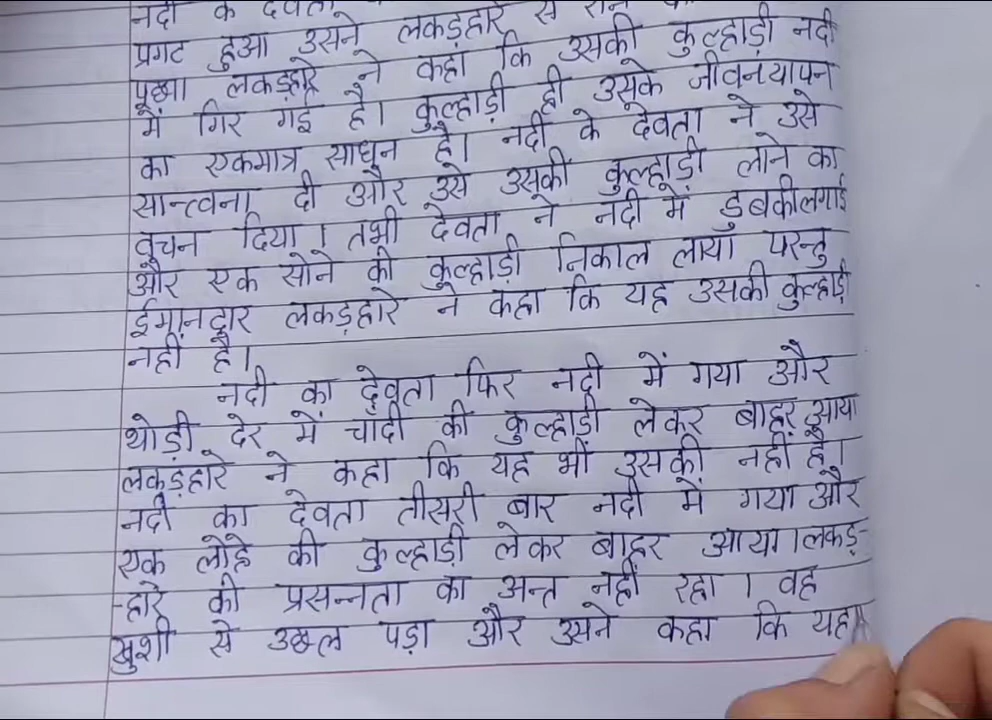 नदी के देवता
प्रगट हुआ उसने लकड़हारे से
पूछा लकड़हारे ने कहा कि उसकी कुल्हाड़ी नदी
में गिर गई है। कुल्हाड़ी ही उसके जीवनयापन
का एकमात्र साधन है। नदी के देवता ने उसे
सान्त्वना दी और उसे उसकी कुल्हाड़ी लाने का
वचन दिया। तभी देवता ने नदी में डुबकी लगाई
और एक सोने की कुल्हाड़ी निकाल लाया परन्तु
ईमानदार लकड़हारे ने कहा कि यह उसकी कुल्हाड़ी
नहीं है।
नदी का देवता फिर नदी में गया और
थोड़ी देर में चाँदी की कुल्हाड़ी लेकर बाहर आया
लकड़हारे ने कहा कि यह भी उसकी नहीं है।
नदी का देवता तीसरी बार नदी में गया और
एक लोहे की कुल्हाड़ी लेकर बाहर आया। लकड़-
-हारे की प्रसन्नता का अन्त नहीं रहा। वह
खुशी से उछल पड़ा और उसने कहा कि यह